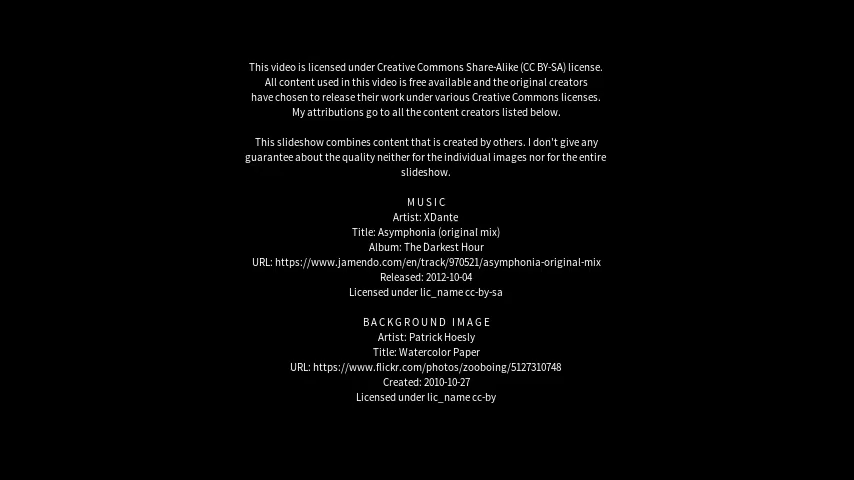 This video is licensed under Creative Commons Share-Alike (CC BY-SA) license.
All content used in this video is free available and the original creators
have chosen to release their work under various Creative Commons licenses.
My attributions go to all the content creators listed below.
This slideshow combines content that is created by others. I don't give any
guarantee about the quality neither for the individual images nor for the entire
slideshow.
M U S I C
Artist: XDante
Title: Asymphonia (original mix)
Album: The Darkest Hour
URL: https://www.jamendo.com/en/track/970521/asymphonia-original-mix
Released: 2012-10-04
Licensed under lic_name cc-by-sa
B A C K G R O U N D   I M A G E
Artist: Patrick Hoesly
Title: Watercolor Paper
URL: https://www.flickr.com/photos/zooboing/5127310748
Created: 2010-10-27
Licensed under lic_name cc-by